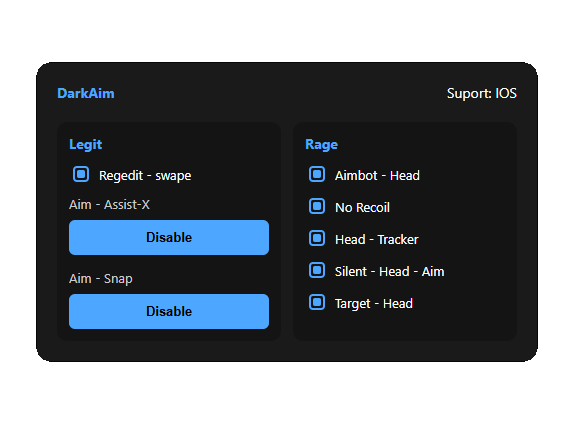 DarkAim
Suport: IOS
Legit
Regedit - swape
Aim - Assist-X
Disable
Aim - Snap
Disable
Rage
Aimbot - Head
No Recoil
Head - Tracker
Silent - Head - Aim
Target - Head